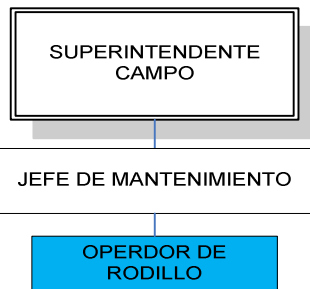 SUPERINTENDENTE
CAMPO
JEFE DE MANTENIMIENTO
OPERDOR DE
RODILLO